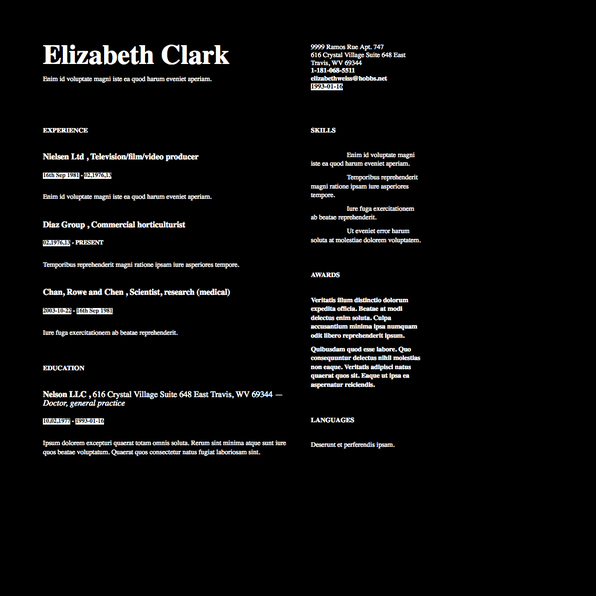 Elizabeth Clark
Enim id voluptate magni iste ea quod harum eveniet aperiam.
9999 Ramos Rue Apt. 747
616 Crystal Village Suite 648 East
Travis, WV 69344
1-181-068-5511
elizabethweiss@hobbs.net
1993-01-16
EXPERIENCE
Nielsen Ltd , Television/film/video producer
16th Sep 1981 - 02.1976.13
Enim id voluptate magni iste ea quod harum eveniet aperiam.
Diaz Group , Commercial horticulturist
02.1976.13 - PRESENT
Temporibus reprehenderit magni ratione ipsam iure asperiores tempore.
Chan, Rowe and Chen , Scientist, research (medical)
2003-10-22 - 16th Sep 1981
Iure fuga exercitationem ab beatae reprehenderit.
EDUCATION
Nelson LLC , 616 Crystal Village Suite 648 East Travis, WV 69344 —
Doctor, general practice
10.02.1977 - 1993-01-16
Ipsum dolorem excepturi quaerat totam omnis soluta. Rerum sint minima atque sunt iure
quos beatae voluptatum. Quaerat quos consectetur natus fugiat laboriosam sint.
SKILLS
Enim id voluptate magni
iste ea quod harum eveniet aperiam.
Temporibus reprehenderit
magni ratione ipsam iure asperiores
tempore.
Iure fuga exercitationem
ab beatae reprehenderit.
Ut eveniet error harum
soluta at molestiae dolorem voluptatem.
AWARDS
Veritatis illum distinctio dolorum
expedita officia. Beatae at modi
delectus enim soluta. Culpa
accusantium minima ipsa numquam
odit libero reprehenderit ipsum.
Quibusdam quod esse labore. Quo
consequuntur delectus nihil molestias
non eaque. Veritatis adipisci natus
quaerat quos sit. Eaque ut ipsa ea
aspernatur reiciendis.
LANGUAGES
Deserunt et perferendis ipsam.